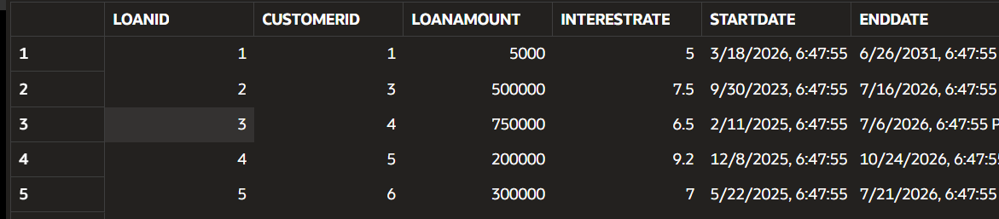 LOANID CUSTOMERID LOANAMOUNT INTERESTRATE STARTDATE ENDDATE
1 1 1 5000 5 3/18/2026, 6:47:55 6/26/2031, 6:47:55
2 2 3 500000 7.5 9/30/2023, 6:47:55 7/16/2026, 6:47:55
3 3 4 750000 6.5 2/11/2025, 6:47:55 7/6/2026, 6:47:55 P
4 4 5 200000 9.2 12/8/2025, 6:47:55 10/24/2026, 6:47:5
5 5 6 300000 7 5/22/2025, 6:47:55 7/21/2026, 6:47:55